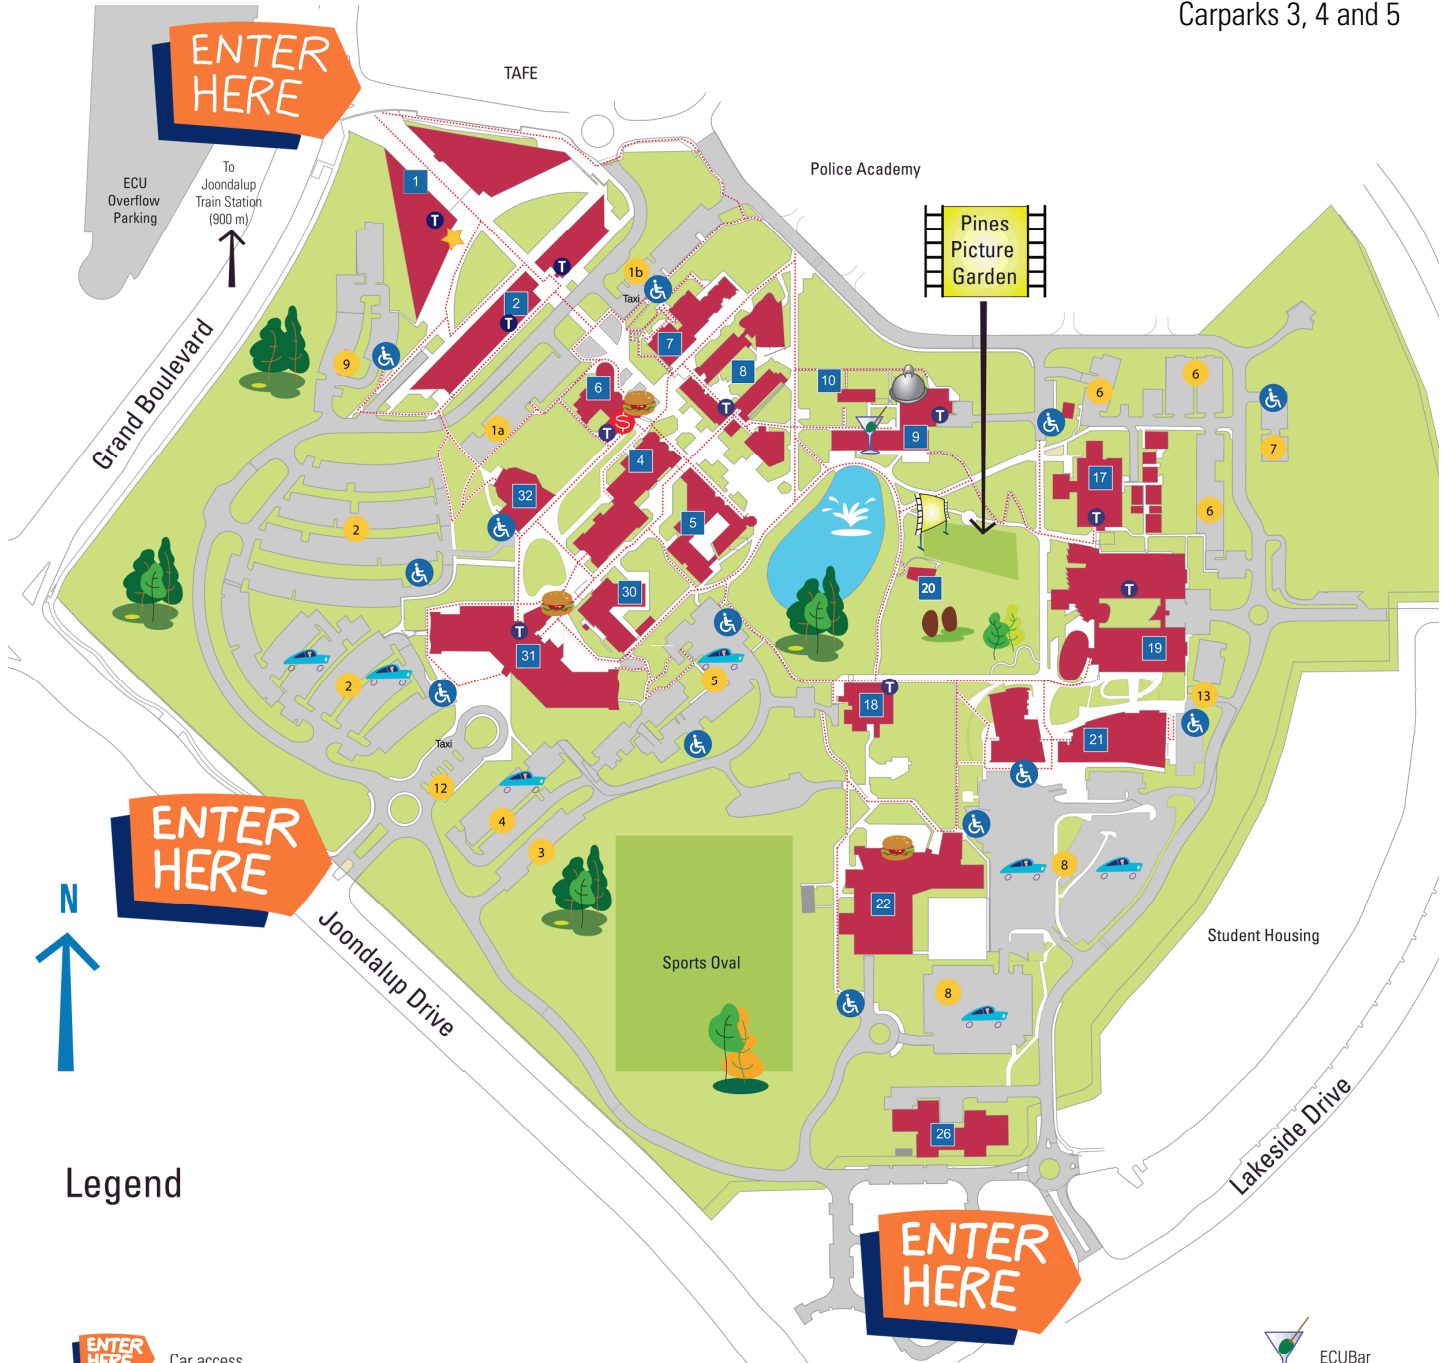 Carparks 3, 4 and 5
ENTER
HERE
TAFE
ECU
Overflow
Parking
To
Joondalup
Train Station
(900 m)
Police Academy
Pines
Picture
Garden
Grand Boulevard
1
T
T
2
T
1b
Taxi
7
8
T
6
$
T
10
9
T
6
6
7
9
1a
4
32
5
17
T
6
2
30
20
T
19
T
31
2
5
18
T
13
21
Taxi
12
4
3
8
ENTER
HERE
22
N
Joondalup Drive
Sports Oval
Student Housing
8
26
Lakeside Drive
Legend
ENTER
HERE
ENTER
HERE
Car access
ECUBar